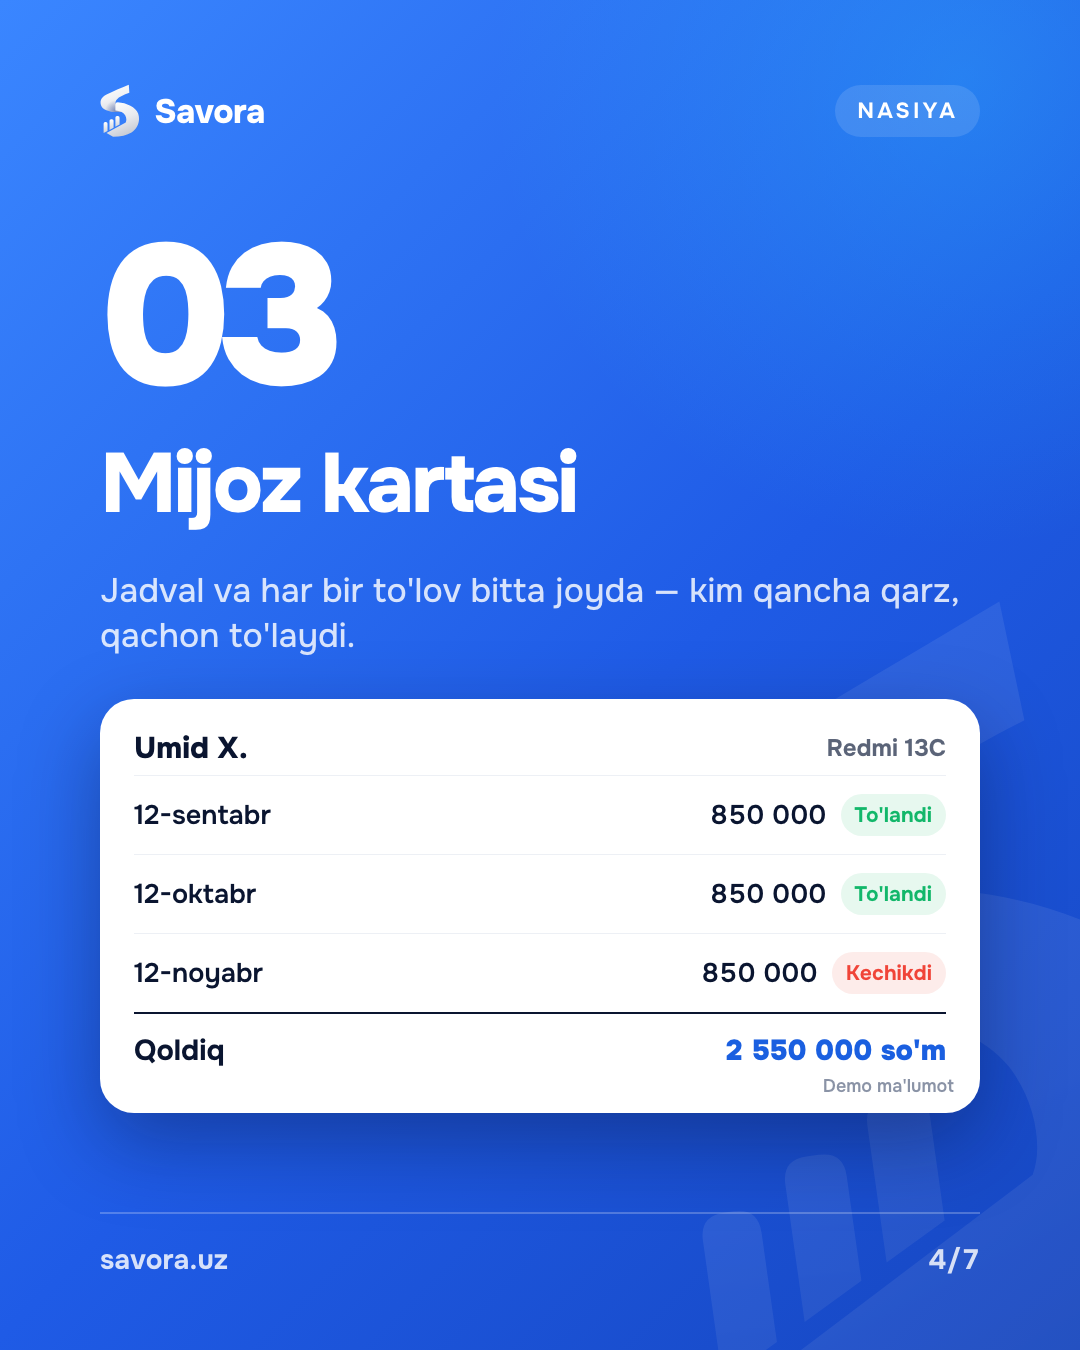 Savora
NASIYA
03
Mijoz kartasi
Jadval va har bir to'lov bitta joyda — kim qancha qarz,
qachon to'laydi.
Umid X. Redmi 13C
12-sentabr 850 000 To'landi
12-oktabr 850 000 To'landi
12-noyabr 850 000 Kechikdi
Qoldiq 2 550 000 so'm
Demo ma'lumot
savora.uz 4/7